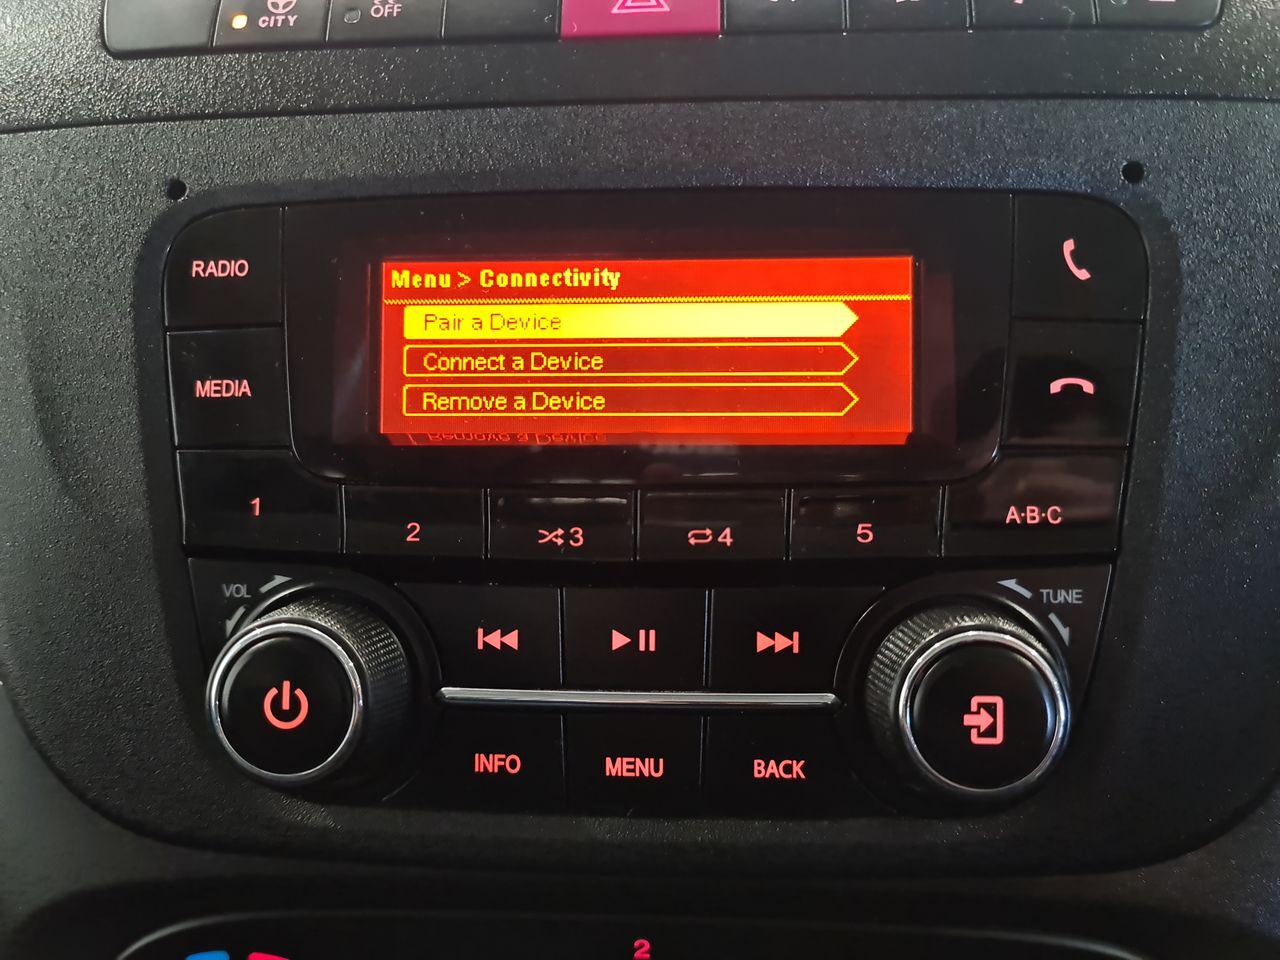 CITY
OFF
RADIO
MEDIA
Menu > Connectivity
Pair a Device
Connect a Device
Remove a Device
1
2
3
4
5
A·B·C
VOL
TUNE
INFO
MENU
BACK
2